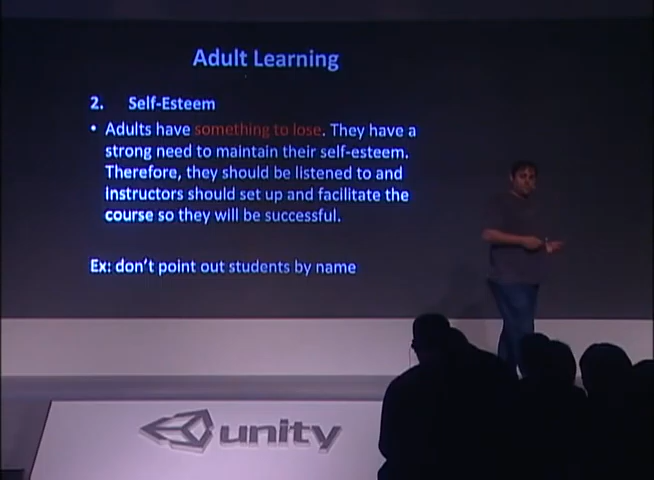 Adult Learning
2. Self-Esteem
• Adults have something to lose. They have a
strong need to maintain their self-esteem.
Therefore, they should be listened to and
instructors should set up and facilitate the
course so they will be successful.
Ex: don't point out students by name
unity